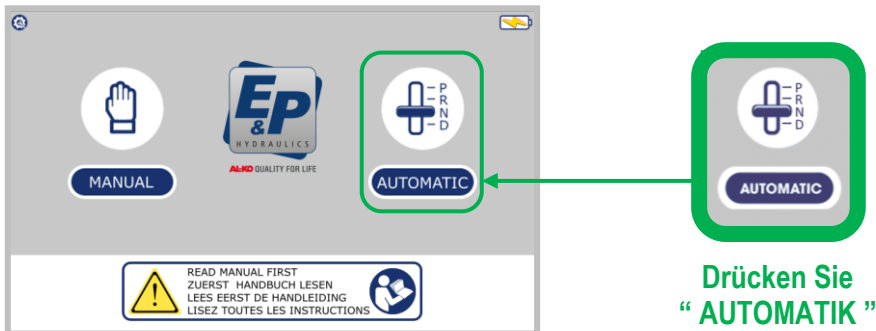 MANUAL
E&P
HYDRAULICS
AL-KO QUALITY FOR LIFE
P
R
N
D
AUTOMATIC
READ MANUAL FIRST
ZUERST HANDBUCH LESEN
LEES EERST DE HANDLEIDING
LISEZ TOUTES LES INSTRUCTIONS
P
R
N
D
AUTOMATIC
Drücken Sie
“ AUTOMATIK ”